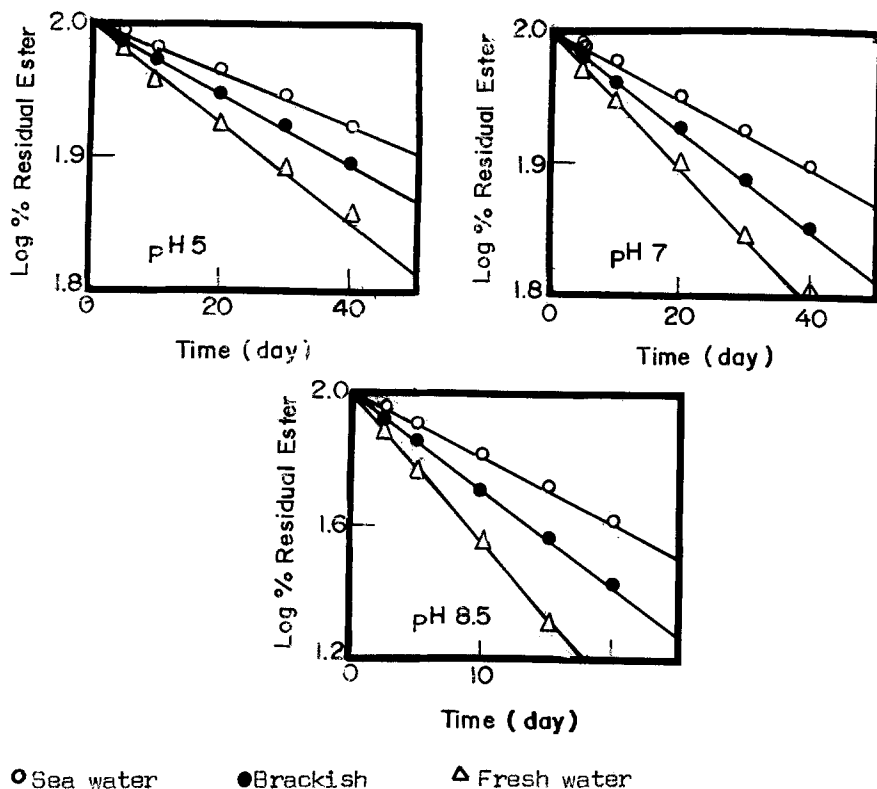 Log % Residual Ester
2.0
1.9
1.8
pH 5
0
20
40
Time (day)
Log % Residual Ester
2.0
1.9
1.8
pH 7
0
20
40
Time (day)
Log % Residual Ester
2.0
1.6
1.2
pH 8.5
0
10
Time (day)
Sea water
Brackish
Fresh water